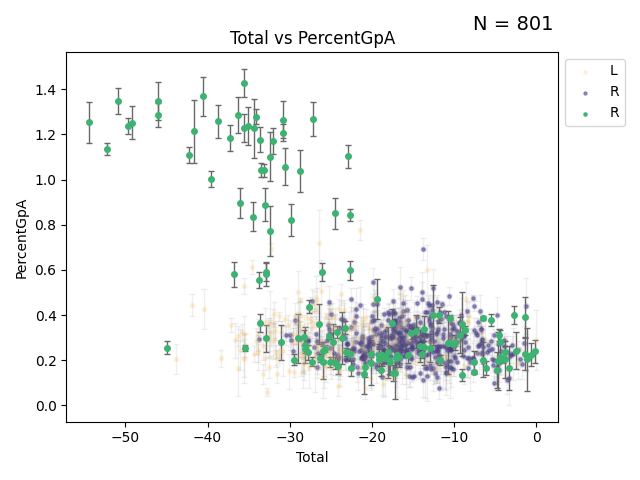 N = 801
Total vs PercentGpA
L
R
R
PercentGpA
1.4
1.2
1.0
0.8
0.6
0.4
0.2
0.0
−50
−40
−30
−20
−10
0
Total